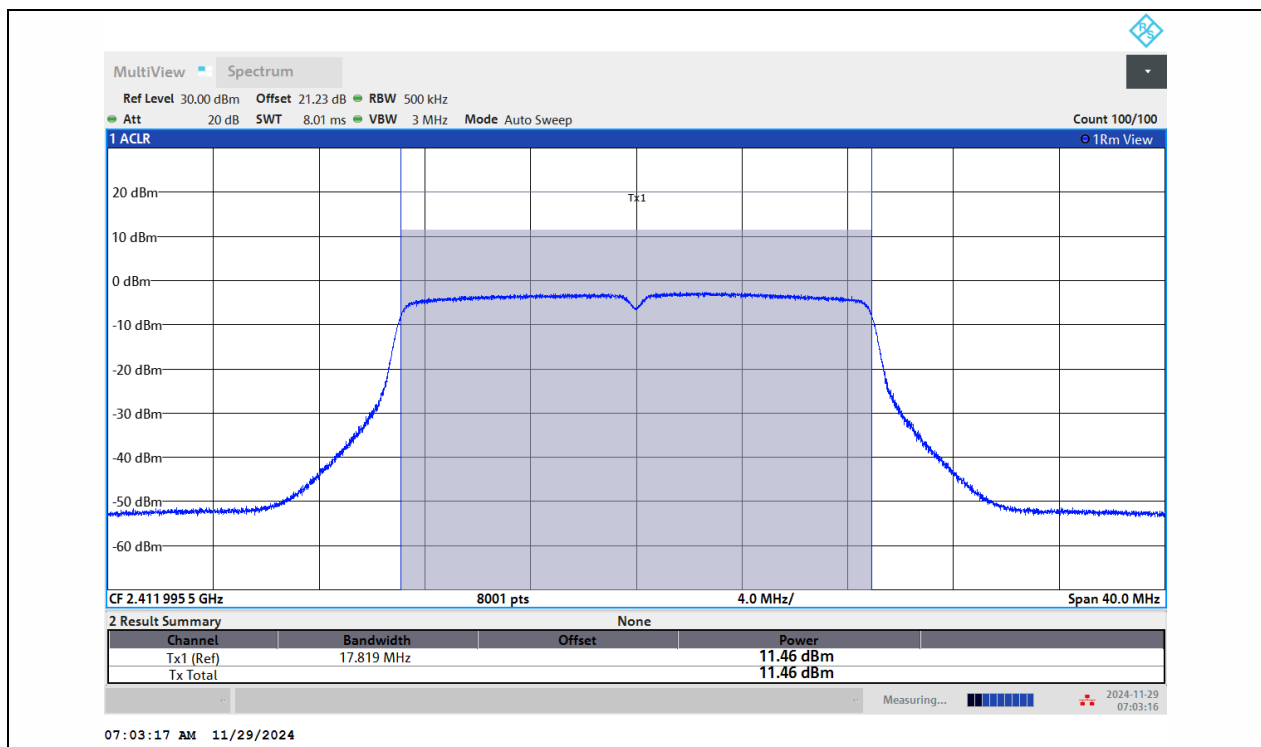 R&S
MultiView Spectrum
Ref Level 30.00 dBm Offset 21.23 dB RBW 500 kHz
Att 20 dB SWT 8.01 ms VBW 3 MHz Mode Auto Sweep Count 100/100
1 ACLR 1Rm View
Tx1
20 dBm
10 dBm
0 dBm
-10 dBm
-20 dBm
-30 dBm
-40 dBm
-50 dBm
-60 dBm
CF 2.411 995 5 GHz 8001 pts 4.0 MHz/ Span 40.0 MHz
2 Result Summary None
Channel Bandwidth Offset Power
Tx1 (Ref) 17.819 MHz 11.46 dBm
Tx Total 11.46 dBm
Measuring... 2024-11-29
07:03:16
07:03:17 AM 11/29/2024